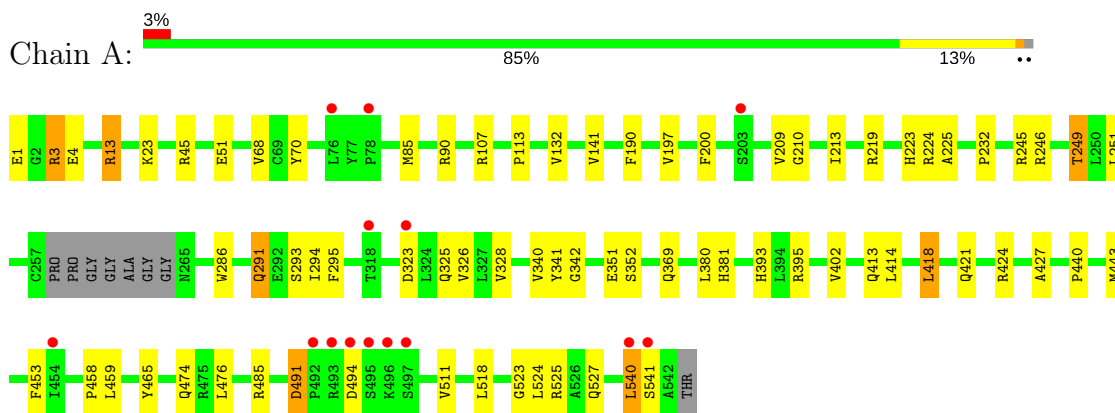 3%
Chain A:
85% 13% ••
E1 G2 R3 E4 R13 K23 R45 E51 V68 C69 Y70 L76 Y77 P78 M85 R90 R107 P113 V132 V141 F190 V197 F200 S203 V209 G210 I213 R219 H223 R224 A225 P232 R245 R246 T249 L250
C257 PRO PRO GLY GLY ALA GLY GLY N265 W286 Q291 E292 S293 I294 F295 T318 D323 L324 Q325 V326 L327 V328 V340 Y341 G342 E351 S352 Q369 L380 H381 H393 L394 R395 V402 Q413 L414 L418 Q421 R424 A427 P440
F453 I454 P458 L459 Y465 Q474 R475 L476 R485 D491 P492 R493 D494 S495 K496 S497 V511 L518 G523 L524 R525 A526 Q527 L540 S541 A542 THR